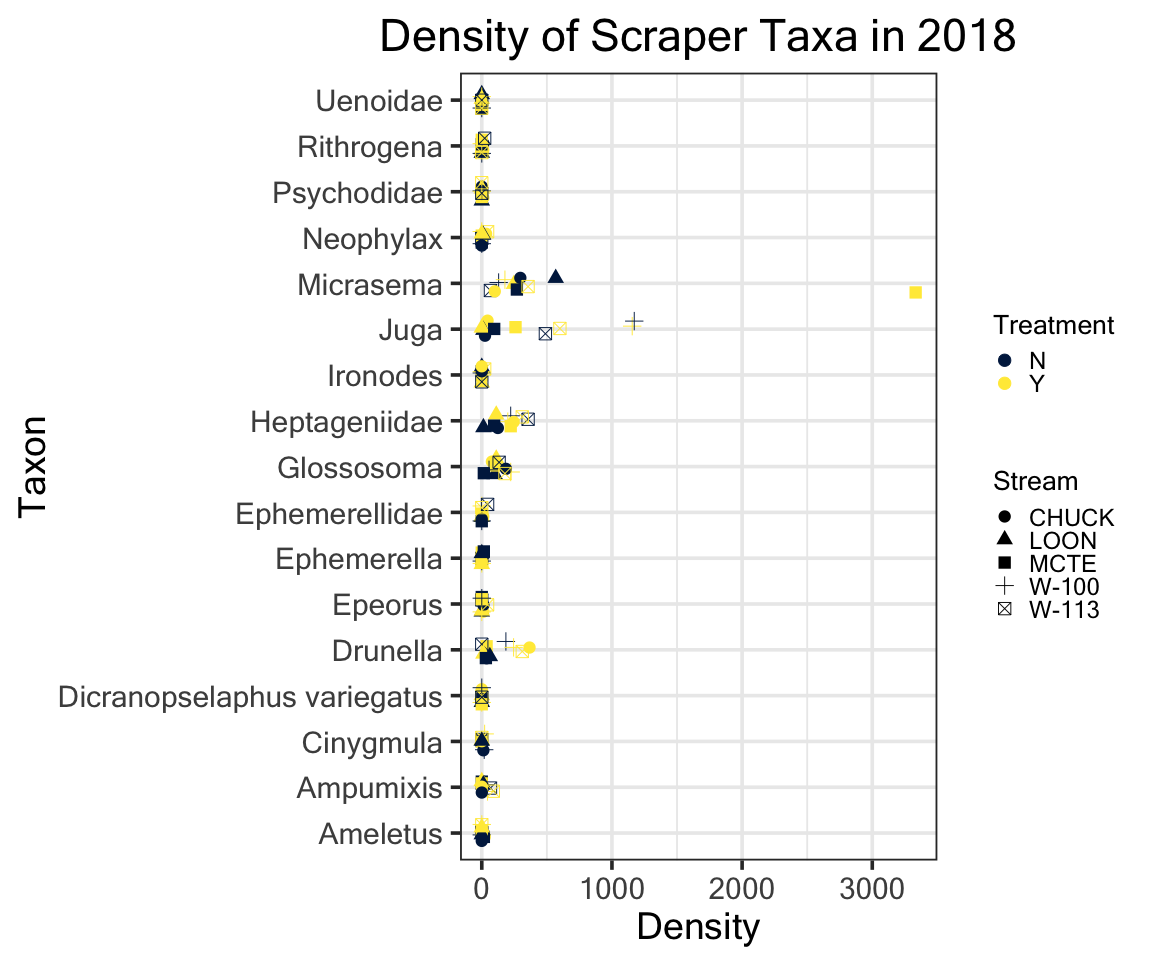 Density of Scraper Taxa in 2018
Taxon
Uenoidae
Rithrogena
Psychodidae
Neophylax
Micrasema
Juga
Ironodes
Heptageniidae
Glossosoma
Ephemerellidae
Ephemerella
Epeorus
Drunella
Dicranopselaphus variegatus
Cinygmula
Ampumixis
Ameletus
0 1000 2000 3000
Density
Treatment
N
Y
Stream
CHUCK
LOON
MCTE
W-100
W-113